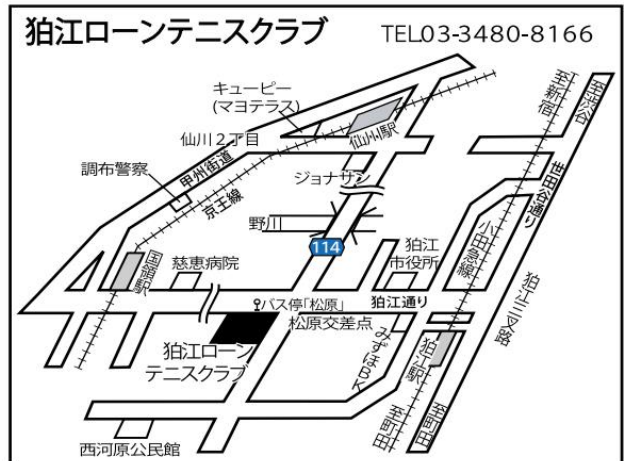 狛江ローンテニスクラブ
TEL03-3480-8166
キューピー
(マヨテラス)
仙川2丁目
仙川駅
至新宿
至渋谷
調布警察
甲州街道
京王線
ジョナサン
世田谷通り
野川
114
小田急線
狛江
市役所
国領駅
慈恵病院
バス停「松原」
狛江通り
狛江三叉路
松原交差点
狛江ローン
テニスクラブ
みずほBK
狛江駅
至町田
至町田
西河原公民館